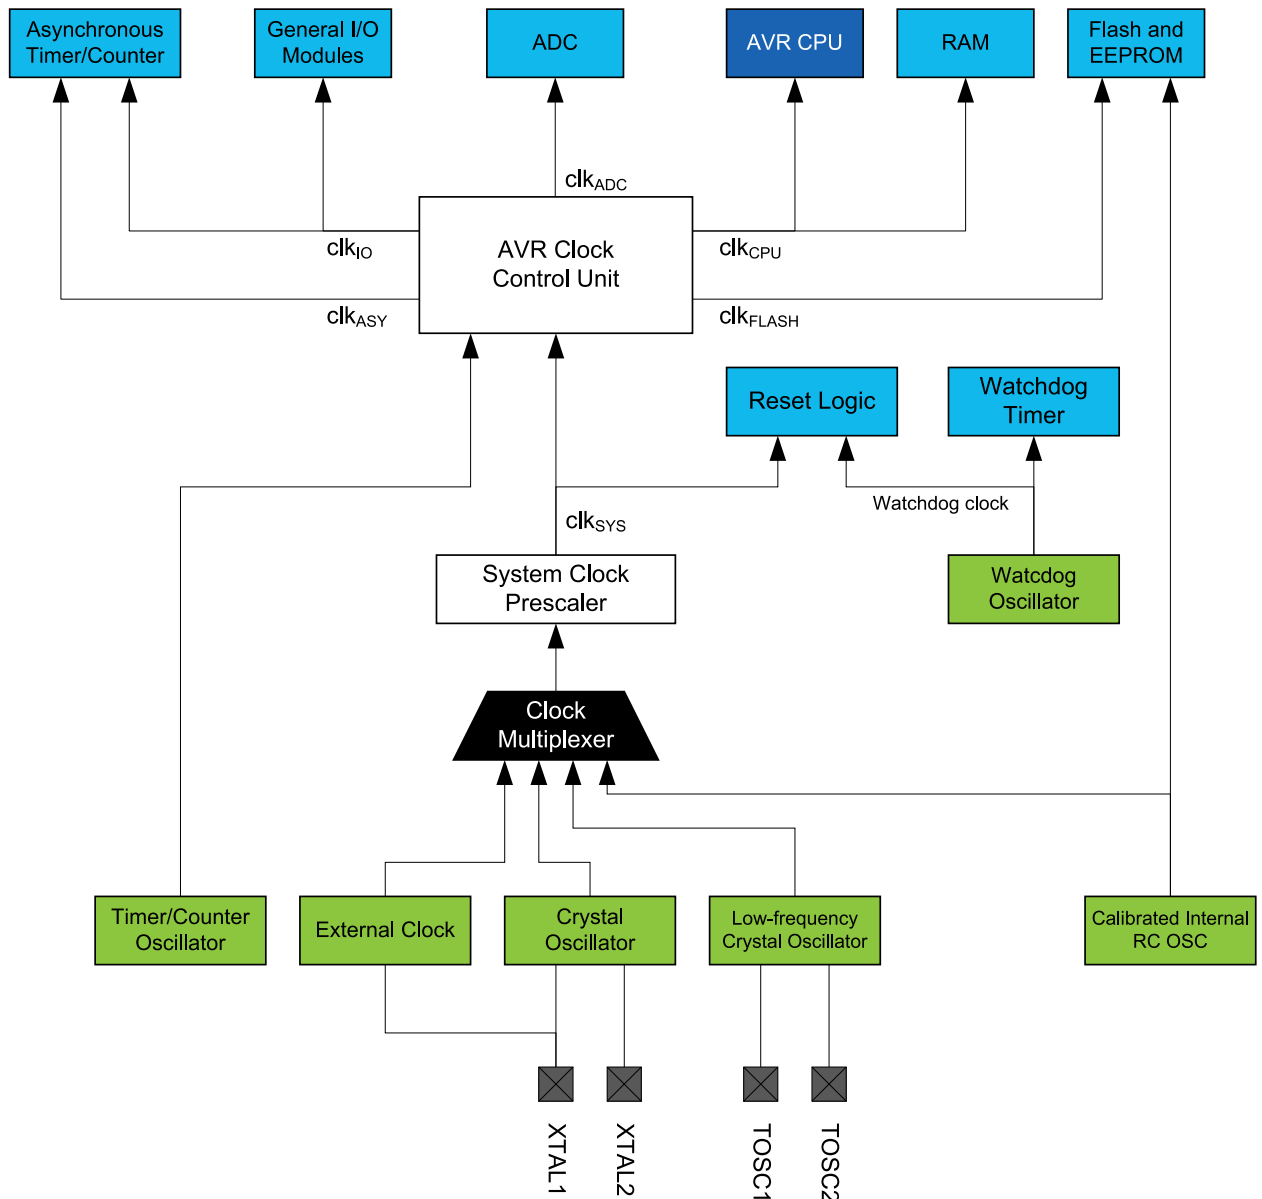 Asynchronous
Timer/Counter
General I/O
Modules
ADC
AVR CPU
RAM
Flash and
EEPROM
clkADC
clkIO
AVR Clock
Control Unit
clkCPU
clkASY
clkFLASH
Reset Logic
Watchdog
Timer
Watchdog clock
clkSYS
System Clock
Prescaler
Watcdog
Oscillator
Clock
Multiplexer
Timer/Counter
Oscillator
External Clock
Crystal
Oscillator
Low-frequency
Crystal Oscillator
Calibrated Internal
RC OSC
XTAL1
XTAL2
TOSC1
TOSC2